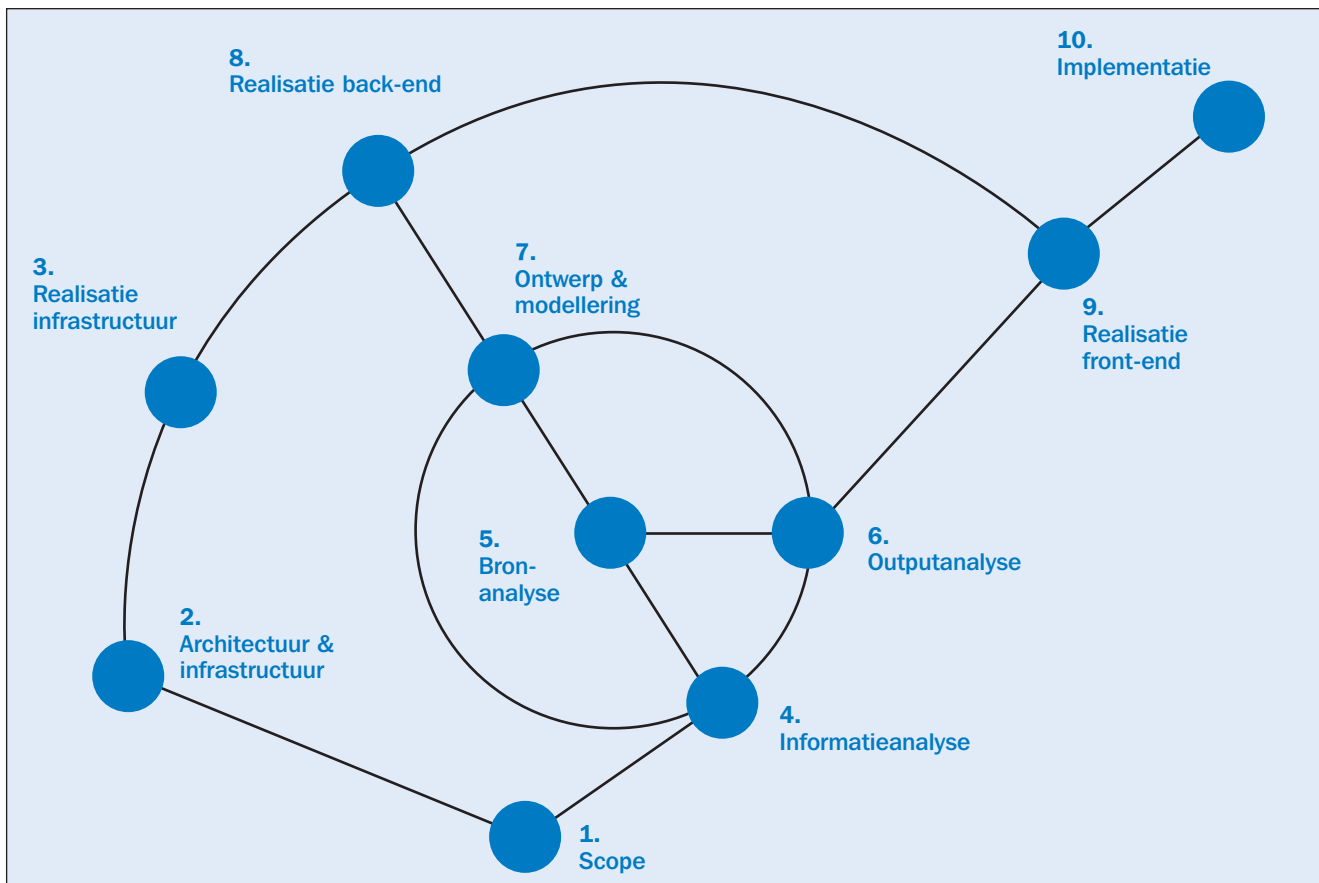 10.
Implementatie
8.
Realisatie back-end
7.
Ontwerp &
modellering
3.
Realisatie
infrastructuur
9.
Realisatie
front-end
5.
Bron-
analyse
6.
Outputanalyse
2.
Architectuur &
infrastructuur
4.
Informatieanalyse
1.
Scope